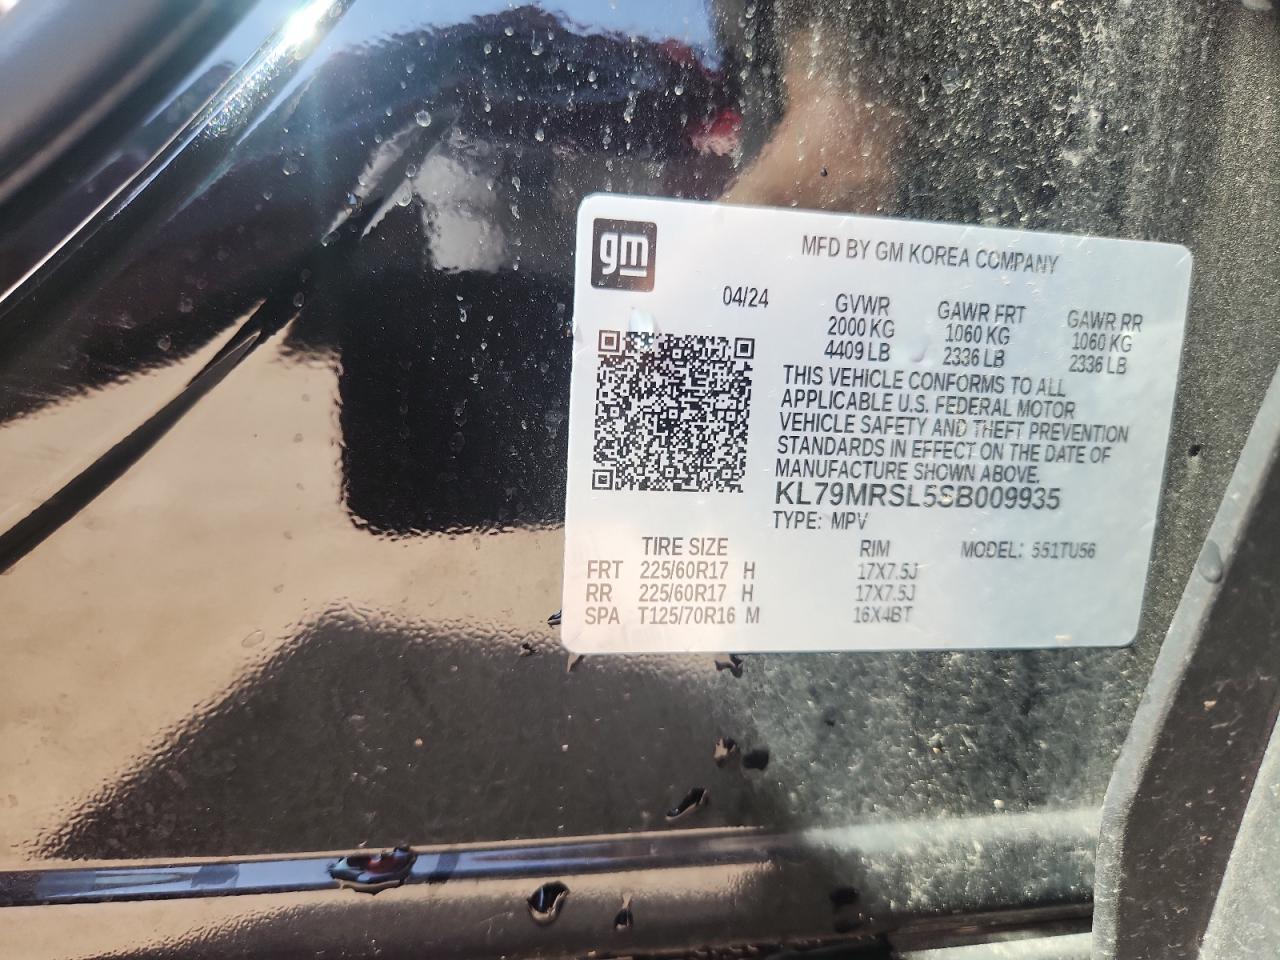 gm
MFD BY GM KOREA COMPANY
04/24 GVWR GAWR FRT GAWR RR
2000 KG 1060 KG 1060 KG
4409 LB 2336 LB 2336 LB
THIS VEHICLE CONFORMS TO ALL
APPLICABLE U.S. FEDERAL MOTOR
VEHICLE SAFETY AND THEFT PREVENTION
STANDARDS IN EFFECT ON THE DATE OF
MANUFACTURE SHOWN ABOVE.
KL79MRSL5SB009935
TYPE: MPV
TIRE SIZE RIM MODEL: 551TU56
FRT 225/60R17 H 17X7.5J
RR 225/60R17 H 17X7.5J
SPA T125/70R16 M 16X4BT